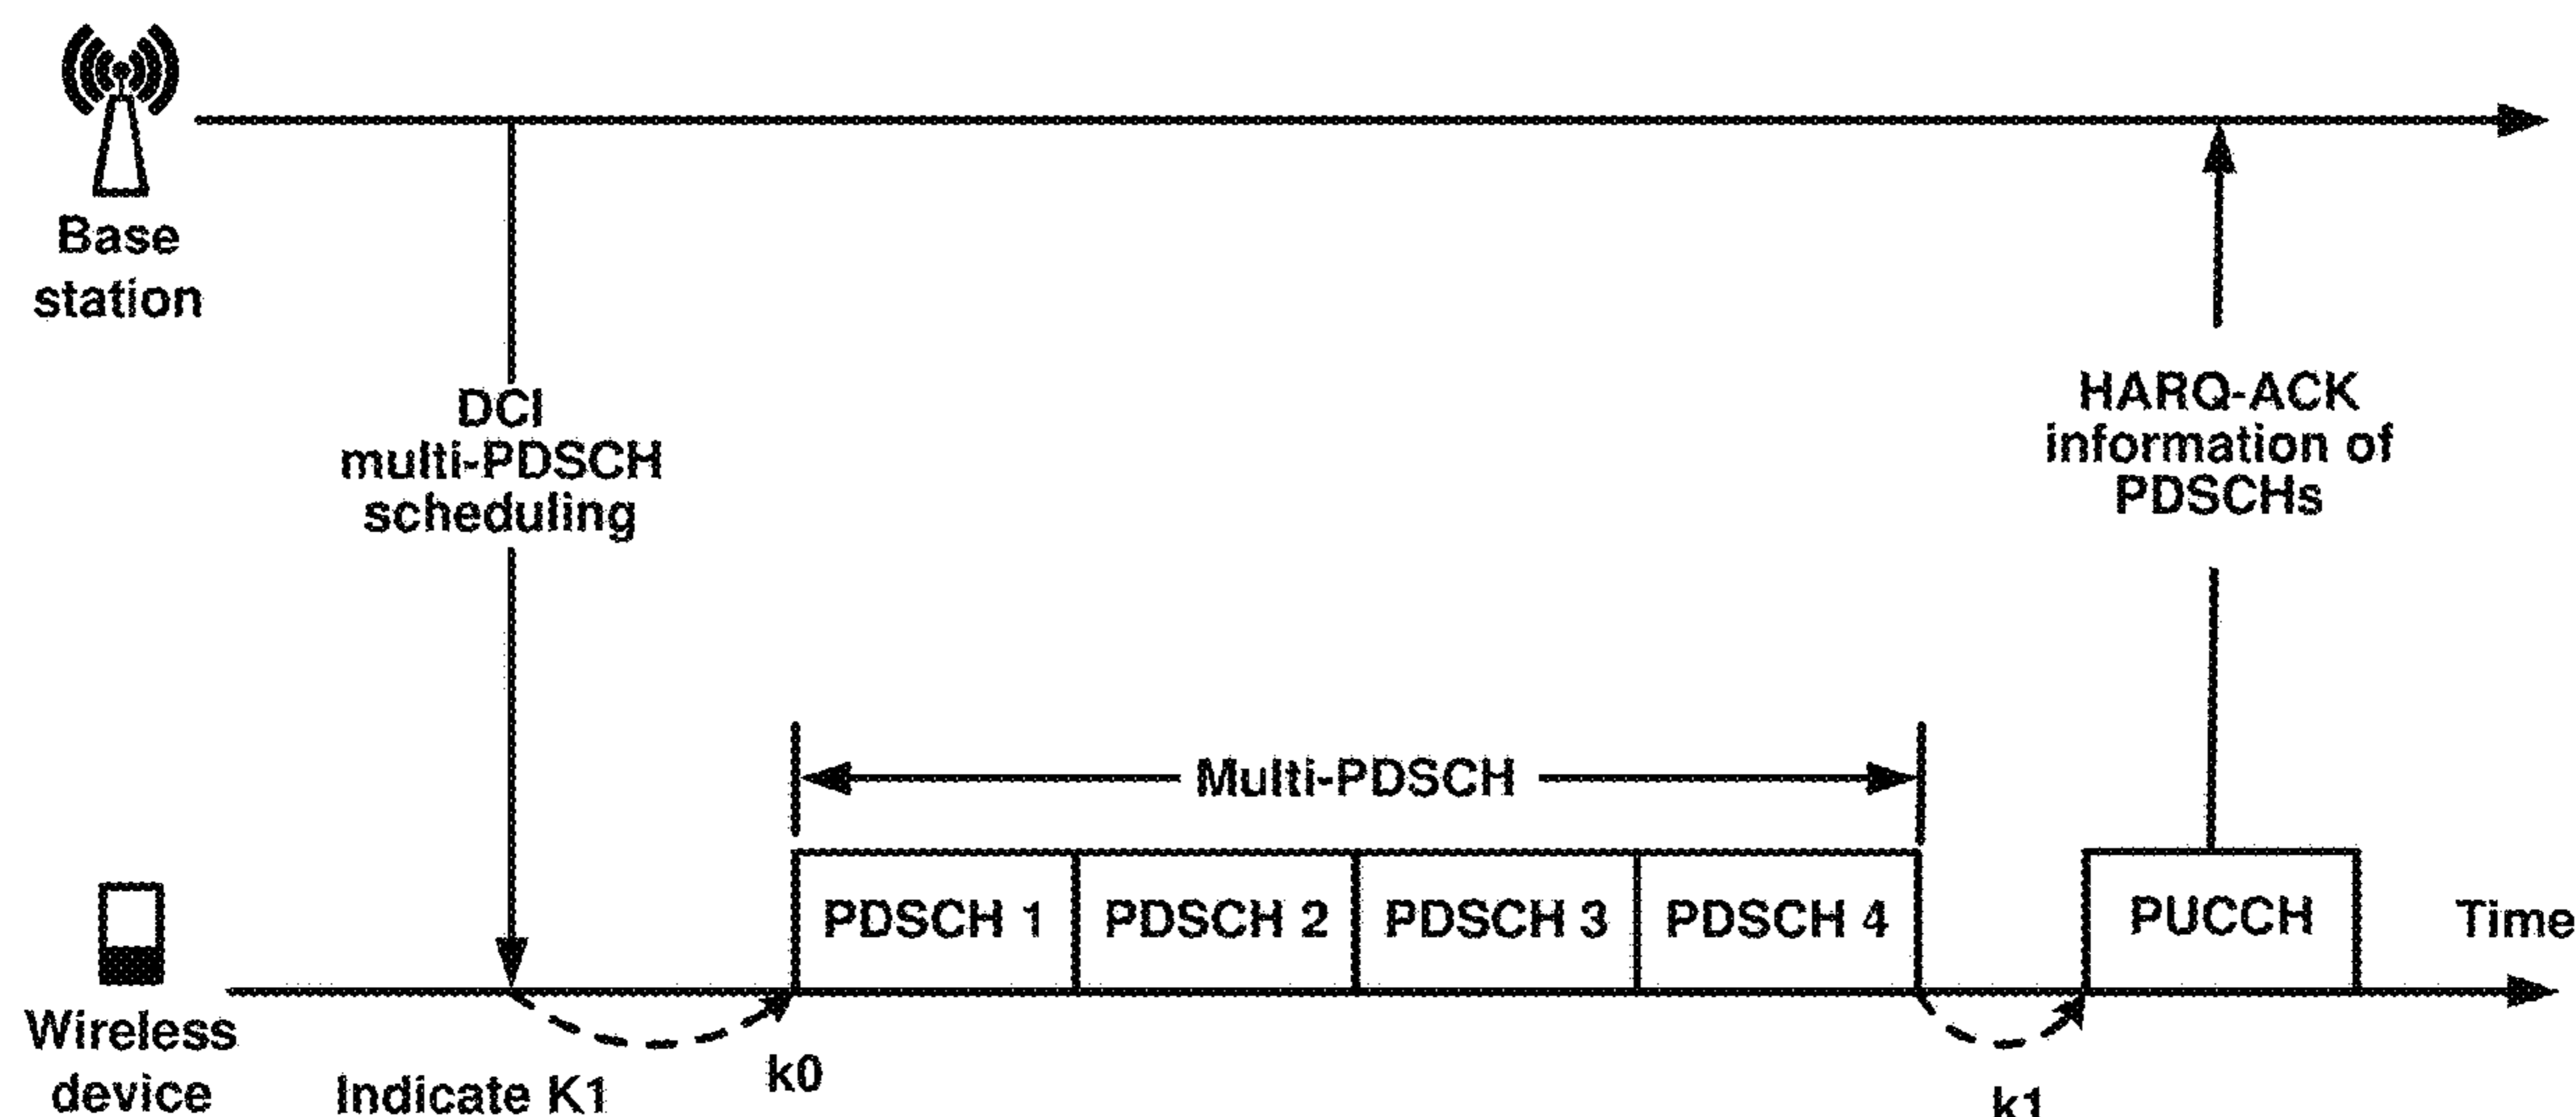 Base
station
DCI
multi-PDSCH
scheduling
HARQ-ACK
information of
PDSCHs
Multi-PDSCH
PDSCH 1
PDSCH 2
PDSCH 3
PDSCH 4
PUCCH
Time
Wireless
device
Indicate K1
k0
k1